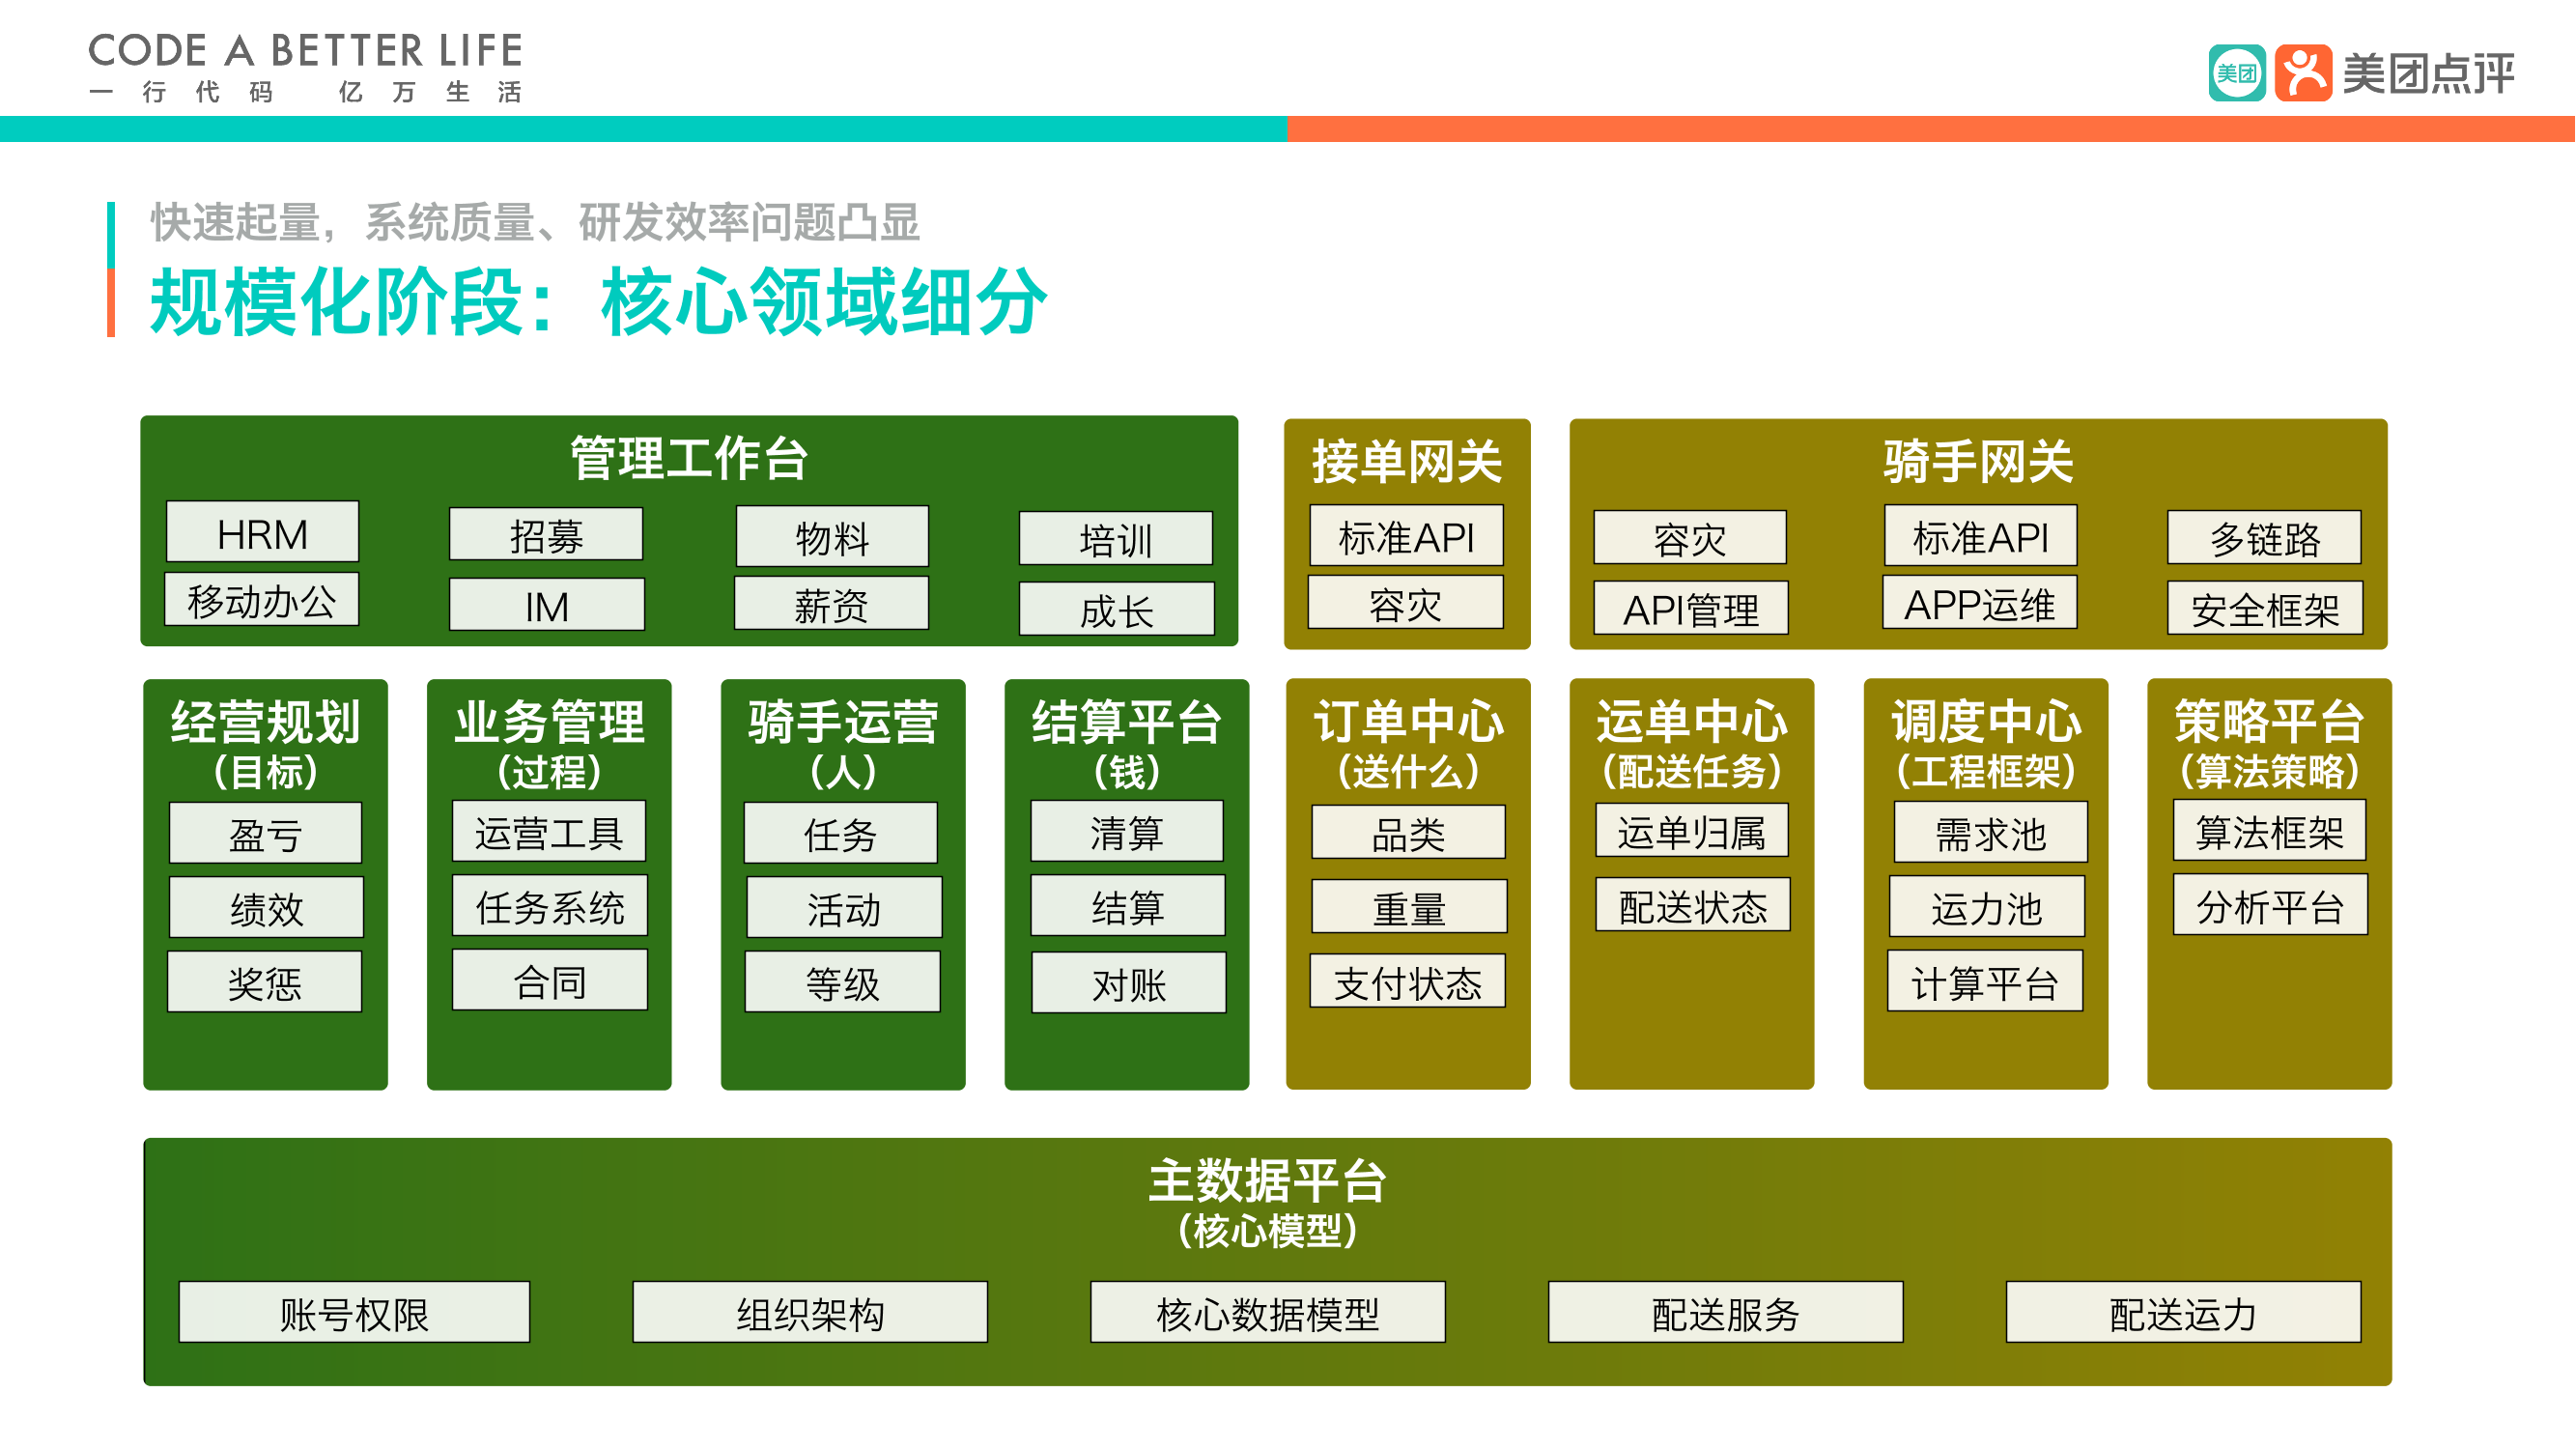 CODE A BETTER LIFE
一行代码 亿万生活
美团
美团点评
快速起量，系统质量、研发效率问题凸显
规模化阶段：核心领域细分
管理工作台
HRM
招募
物料
培训
移动办公
IM
薪资
成长
接单网关
标准API
容灾
骑手网关
容灾
标准API
多链路
API管理
APP运维
安全框架
经营规划
（目标）
盈亏
绩效
奖惩
业务管理
（过程）
运营工具
任务系统
合同
骑手运营
（人）
任务
活动
等级
结算平台
（钱）
清算
结算
对账
订单中心
（送什么）
品类
重量
支付状态
运单中心
（配送任务）
运单归属
配送状态
调度中心
（工程框架）
需求池
运力池
计算平台
策略平台
（算法策略）
算法框架
分析平台
主数据平台
（核心模型）
账号权限
组织架构
核心数据模型
配送服务
配送运力